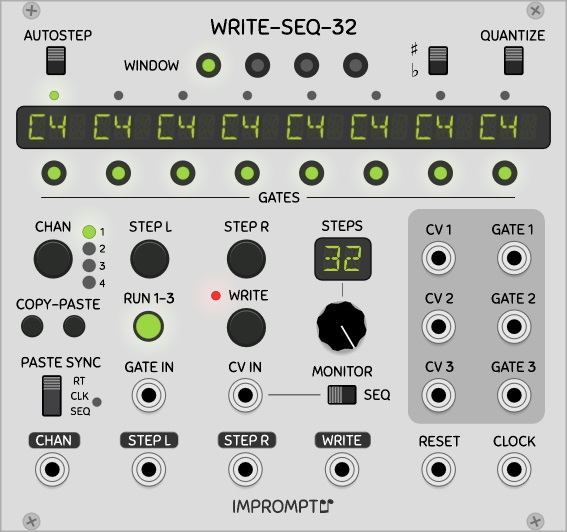 WRITE-SEQ-32
AUTOSTEP
QUANTIZE
WINDOW
♯
♭
C4 C4 C4 C4 C4 C4 C4 C4
GATES
CHAN
1
2
3
4
STEP L
STEP R
STEPS
32
CV 1
GATE 1
COPY-PASTE
RUN 1-3
WRITE
CV 2
GATE 2
PASTE SYNC
RT
CLK
SEQ
GATE IN
CV IN
MONITOR
SEQ
CV 3
GATE 3
CHAN
STEP L
STEP R
WRITE
RESET
CLOCK
IMPROMPTU